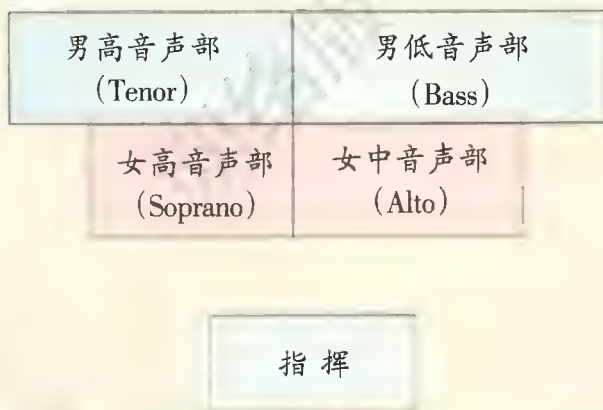 男高音声部
(Tenor)
男低音声部
(Bass)
女高音声部
(Soprano)
女中音声部
(Alto)
指挥